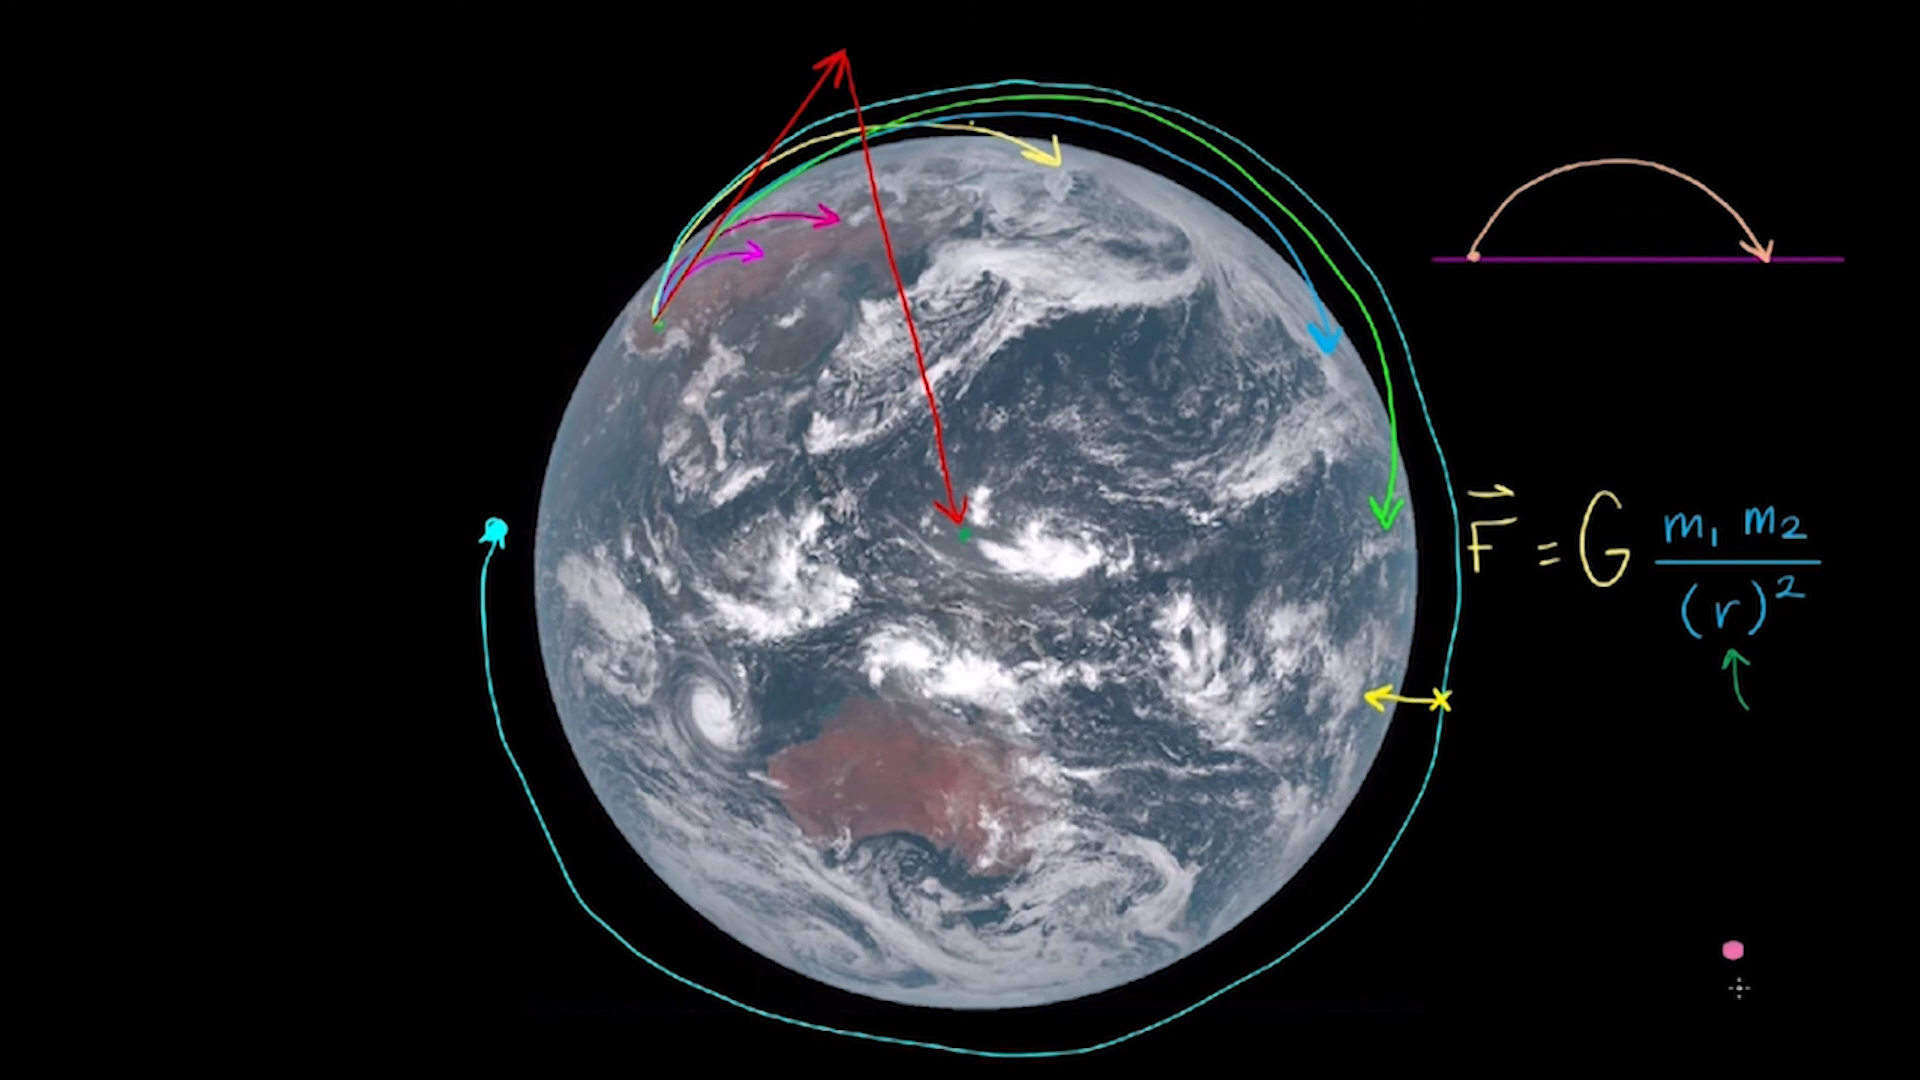 F⃗ = G m₁ m₂ / (r)²